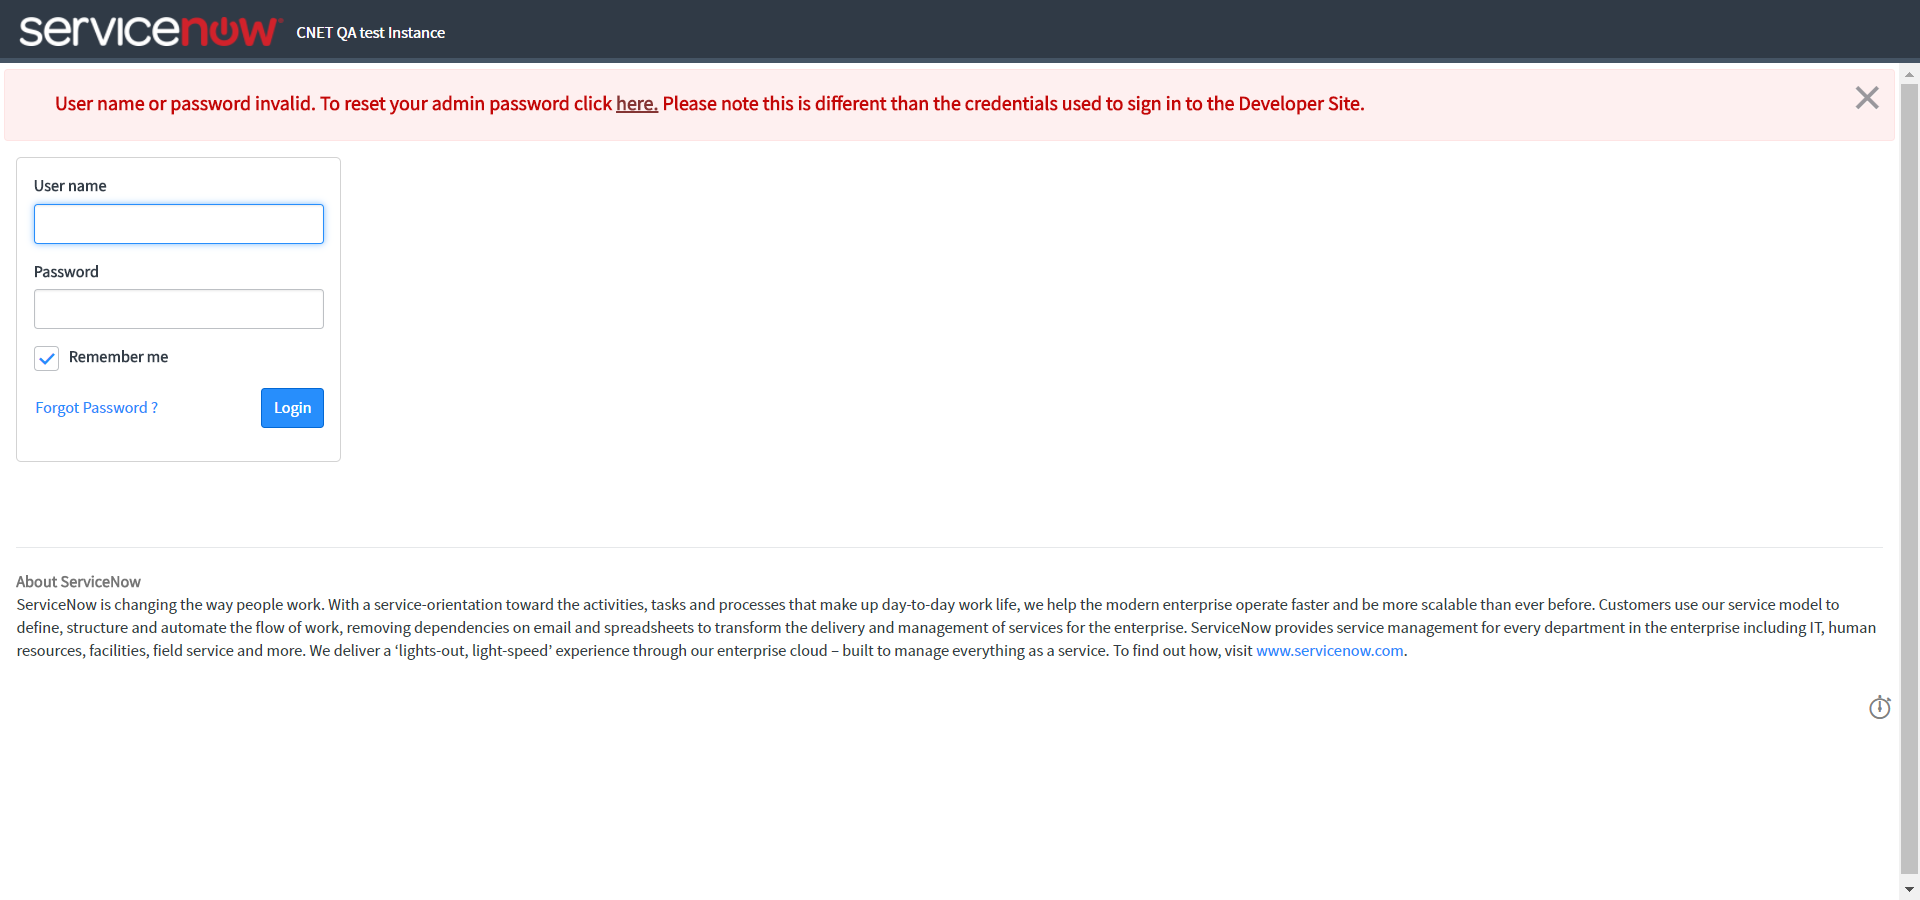 servicenow CNET QA test Instance
User name or password invalid. To reset your admin password click here. Please note this is different than the credentials used to sign in to the Developer Site.
User name
Password
Remember me
Forgot Password ? Login
About ServiceNow
ServiceNow is changing the way people work. With a service-orientation toward the activities, tasks and processes that make up day-to-day work life, we help the modern enterprise operate faster and be more scalable than ever before. Customers use our service model to
define, structure and automate the flow of work, removing dependencies on email and spreadsheets to transform the delivery and management of services for the enterprise. ServiceNow provides service management for every department in the enterprise including IT, human
resources, facilities, field service and more. We deliver a ‘lights-out, light-speed’ experience through our enterprise cloud – built to manage everything as a service. To find out how, visit www.servicenow.com.